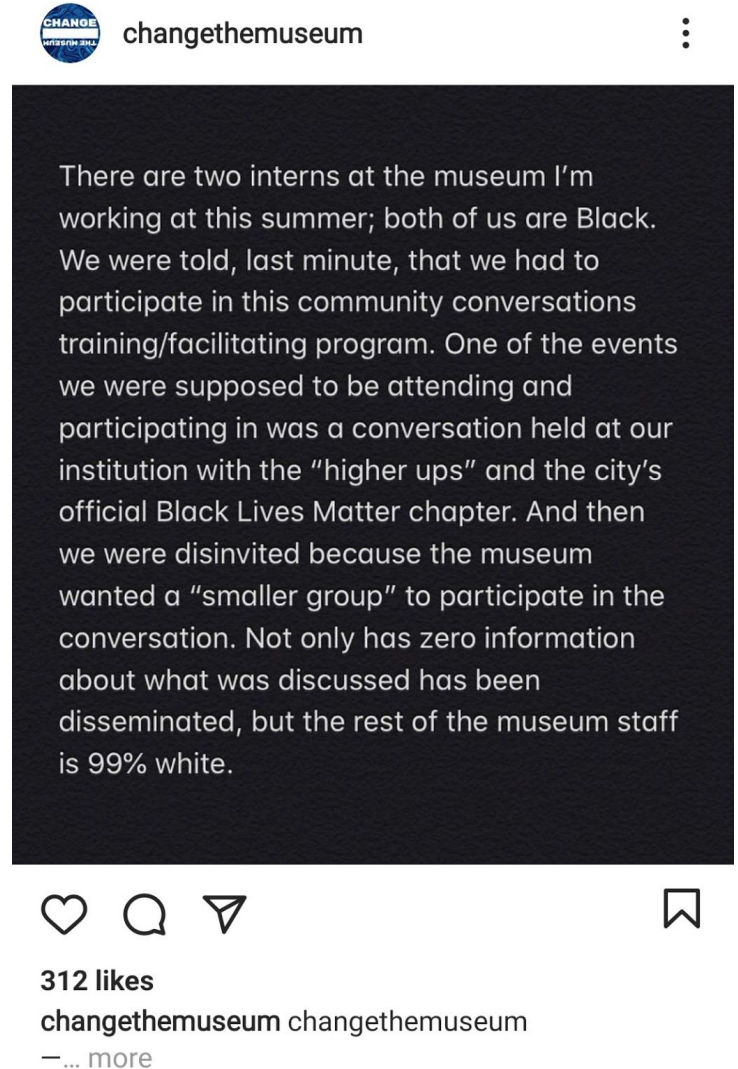 CHANGE
THE MUSEUM
changethemuseum
There are two interns at the museum I'm
working at this summer; both of us are Black.
We were told, last minute, that we had to
participate in this community conversations
training/facilitating program. One of the events
we were supposed to be attending and
participating in was a conversation held at our
institution with the “higher ups” and the city's
official Black Lives Matter chapter. And then
we were disinvited because the museum
wanted a “smaller group” to participate in the
conversation. Not only has zero information
about what was discussed has been
disseminated, but the rest of the museum staff
is 99% white.
312 likes
changethemuseum changethemuseum
—... more